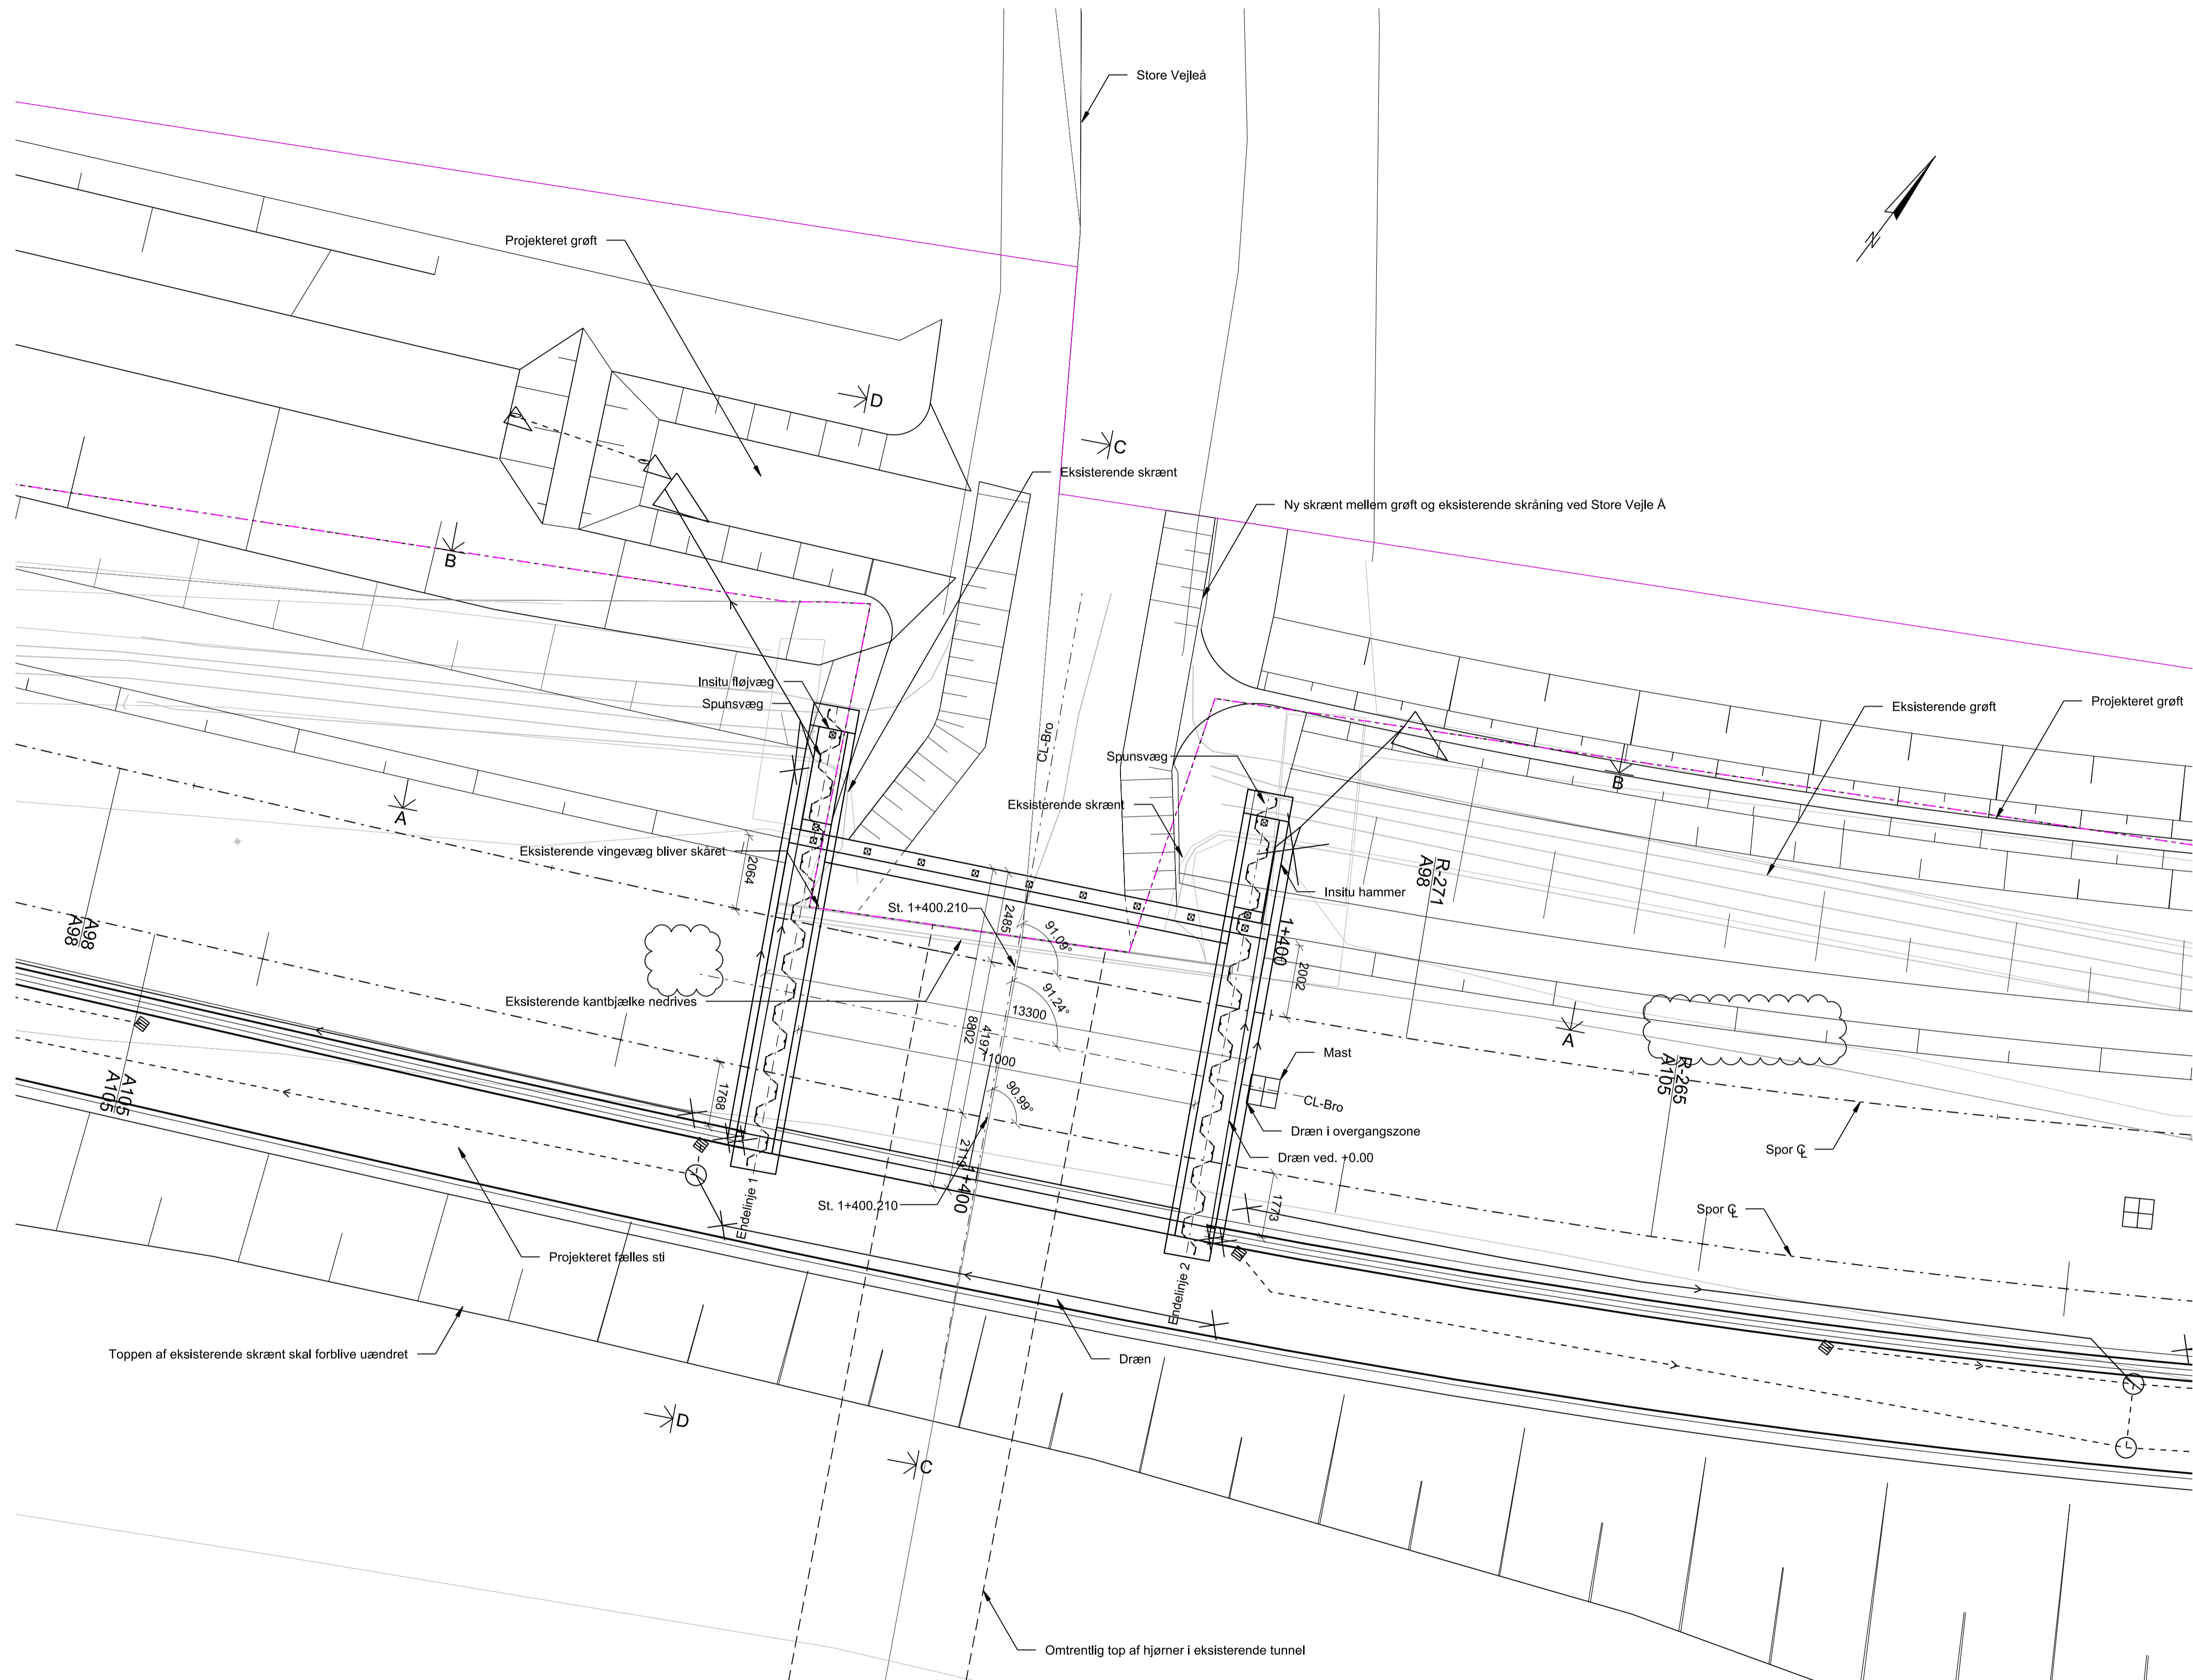 Store Vejleå
N
Projekteret grøft
D
C
Eksisterende skrænt
Ny skrænt mellem grøft og eksisterende skråning ved Store Vejle Å
B
Insitu fløjvæg
Spunsvæg
Eksisterende grøft
Projekteret grøft
CL-Bro
Spunsvæg
B
Eksisterende skrænt
A
Eksisterende vingevæg bliver skåret
2064
R-271
A98
Insitu hammer
St. 1+400.210
2485
91.09°
1+400
2002
A98
A98
Eksisterende kantbjælke nedrives
91.24°
13300
8802
4197
11000
A
Mast
R-265
A105
A105
A105
1768
90.99°
CL-Bro
Dræn i overgangszone
Dræn ved. +0.00
Spor CL
St. 1+400.210
1+400
1773
Spor CL
Endelinje 1
Endelinje 2
Projekteret fælles sti
Toppen af eksisterende skrænt skal forblive uændret
Dræn
D
C
L
Omtrentlig top af hjørner i eksisterende tunnel